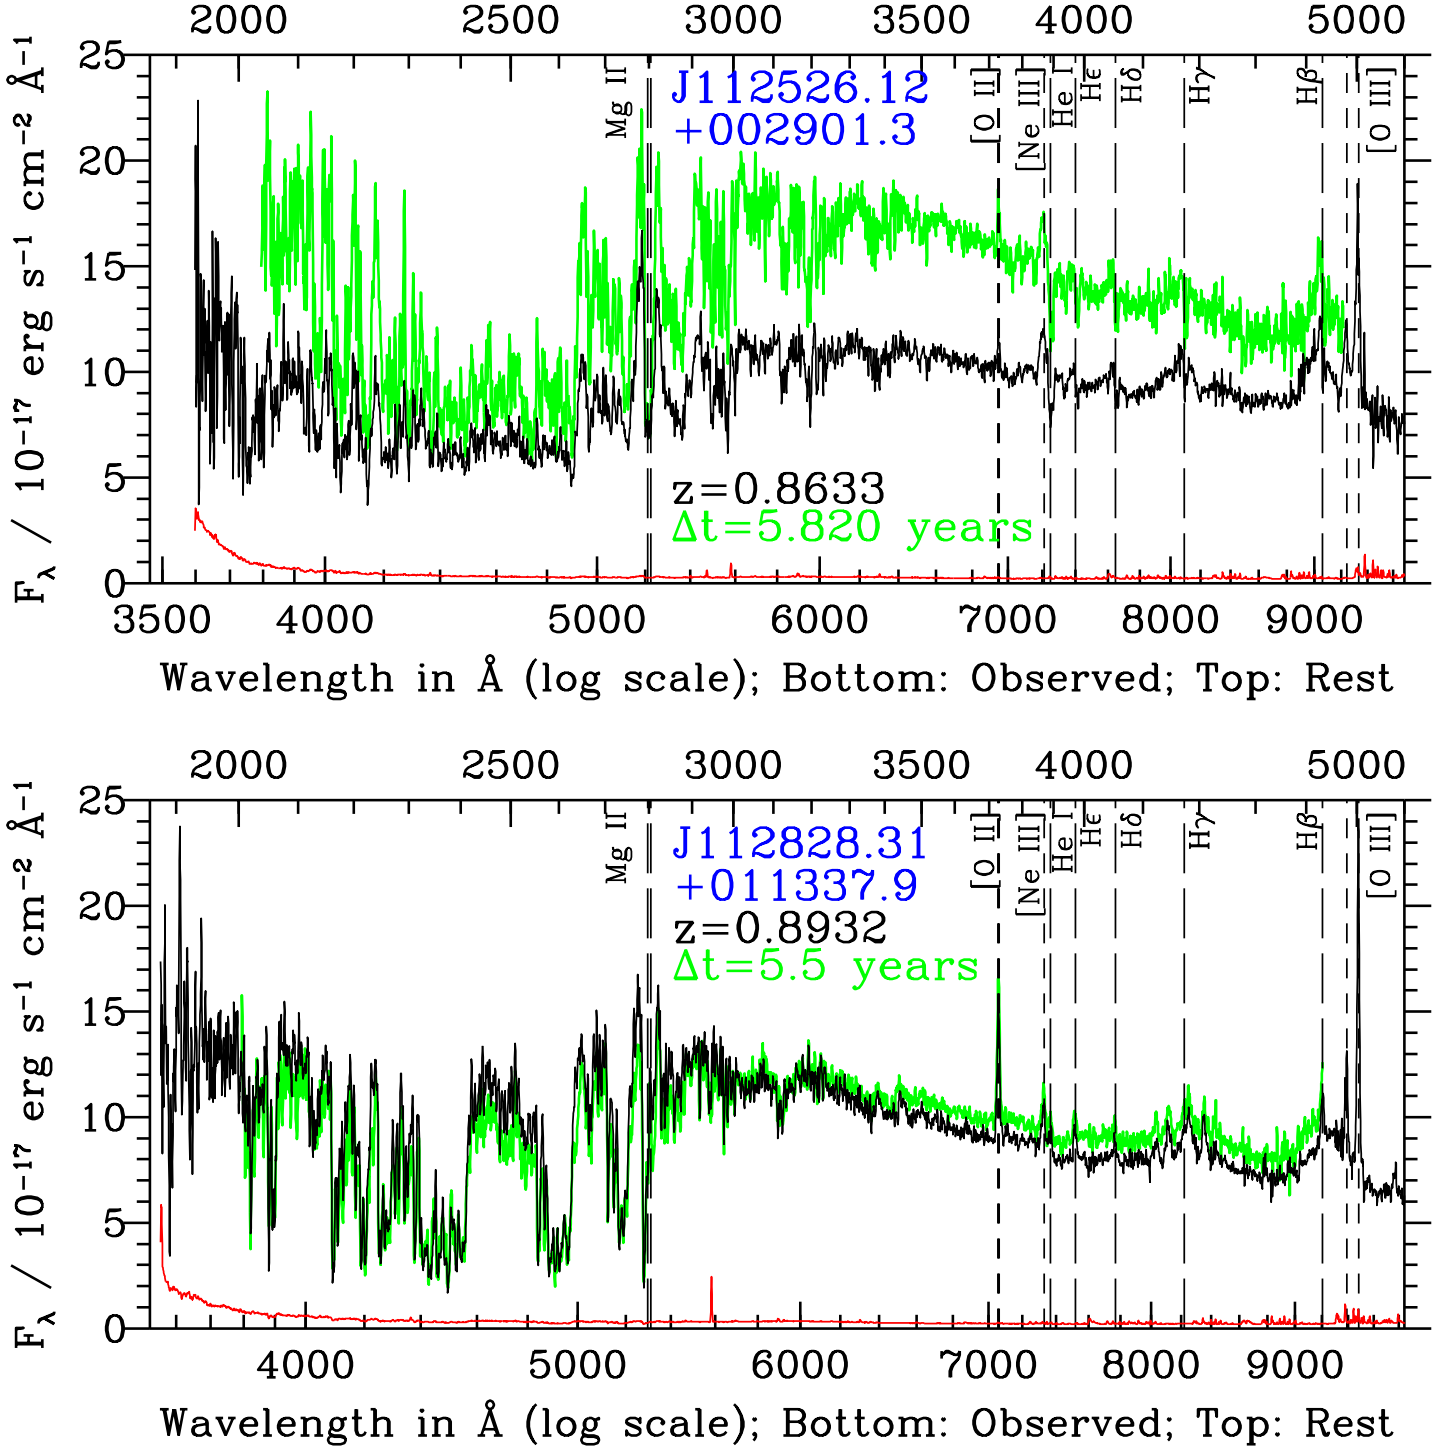 2000 2500 3000 3500 4000 5000
25
20
15
10
5
0
F_λ / 10⁻¹⁷ erg s⁻¹ cm⁻² Å⁻¹
Mg II
J112526.12
+002901.3
[O II]
[Ne III]
He I
Hϵ
Hδ
Hγ
Hβ
[O III]
z=0.8633
Δt=5.820 years
3500 4000 5000 6000 7000 8000 9000
Wavelength in Å (log scale); Bottom: Observed; Top: Rest
2000 2500 3000 3500 4000 5000
25
20
15
10
5
0
F_λ / 10⁻¹⁷ erg s⁻¹ cm⁻² Å⁻¹
Mg II
J112828.31
+011337.9
z=0.8932
Δt=5.5 years
[O II]
[Ne III]
He I
Hϵ
Hδ
Hγ
Hβ
[O III]
4000 5000 6000 7000 8000 9000
Wavelength in Å (log scale); Bottom: Observed; Top: Rest